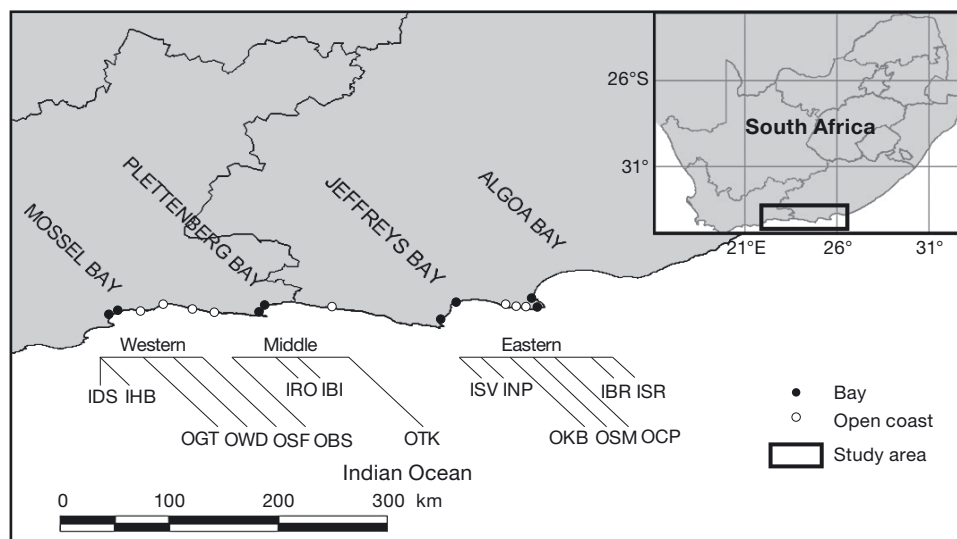 26°S
South Africa
31°
21°E 26° 31°
MOSSEL BAY
PLETTENBERG BAY
JEFFREYS BAY
ALGOA BAY
Western Middle Eastern
IDS IHB IRO IBI ISV INP IBR ISR
OGT OWD OSF OBS OTK OKB OSM OCP
Bay
Open coast
Study area
Indian Ocean
0 100 200 300 km